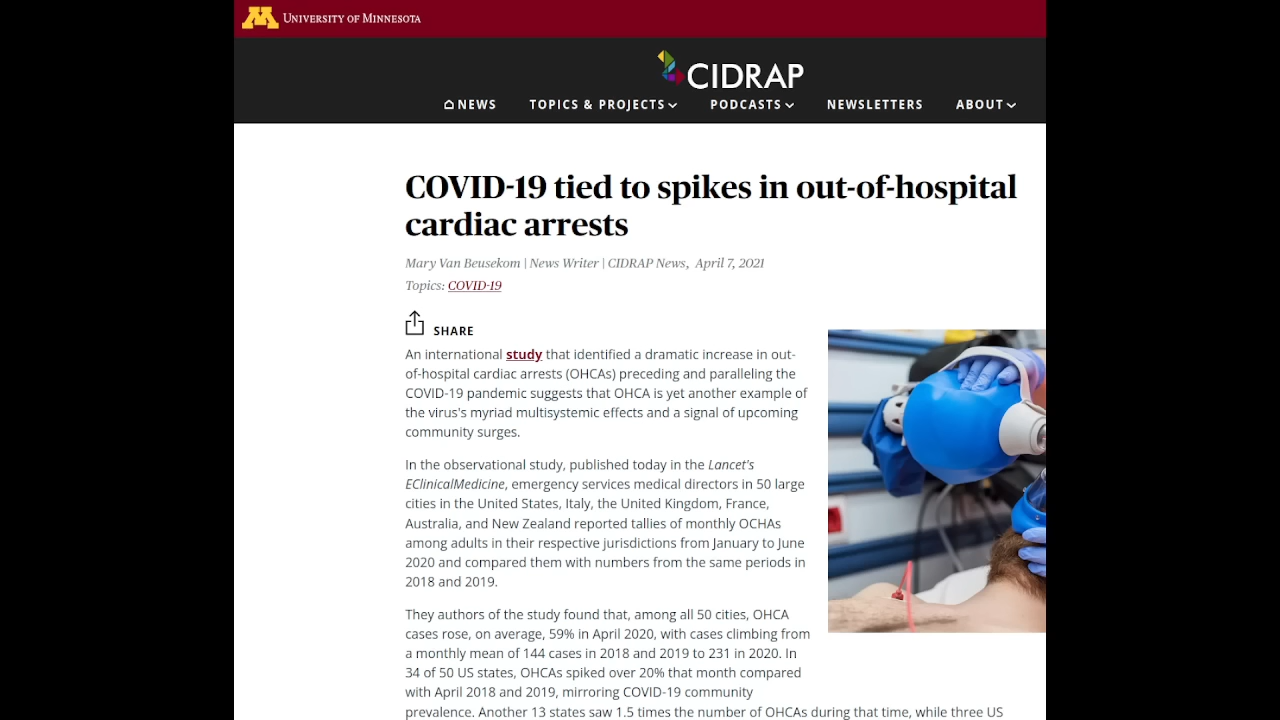 UNIVERSITY OF MINNESOTA
CIDRAP
NEWS TOPICS & PROJECTS PODCASTS NEWSLETTERS ABOUT
COVID-19 tied to spikes in out-of-hospital
cardiac arrests
Mary Van Beusekom | News Writer | CIDRAP News, April 7, 2021
Topics: COVID-19
SHARE
An international study that identified a dramatic increase in out-
of-hospital cardiac arrests (OHCAs) preceding and paralleling the
COVID-19 pandemic suggests that OHCA is yet another example of
the virus's myriad multisystemic effects and a signal of upcoming
community surges.
In the observational study, published today in the Lancet's
EClinicalMedicine, emergency services medical directors in 50 large
cities in the United States, Italy, the United Kingdom, France,
Australia, and New Zealand reported tallies of monthly OCHAs
among adults in their respective jurisdictions from January to June
2020 and compared them with numbers from the same periods in
2018 and 2019.
They authors of the study found that, among all 50 cities, OHCA
cases rose, on average, 59% in April 2020, with cases climbing from
a monthly mean of 144 cases in 2018 and 2019 to 231 in 2020. In
34 of 50 US states, OHCAs spiked over 20% that month compared
with April 2018 and 2019, mirroring COVID-19 community
prevalence. Another 13 states saw 1.5 times the number of OHCAs during that time, while three US